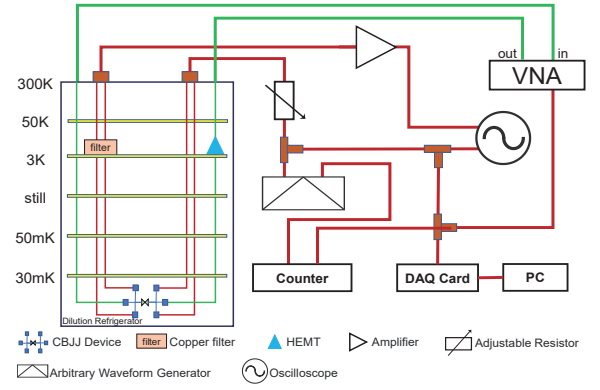 out in
VNA
300K
50K
filter
3K
still
50mK
30mK
Counter
DAQ Card
PC
Dilution Refrigerator
CBJJ Device
filter Copper filter
HEMT
Amplifier
Adjustable Resistor
Arbitrary Waveform Generator
Oscilloscope